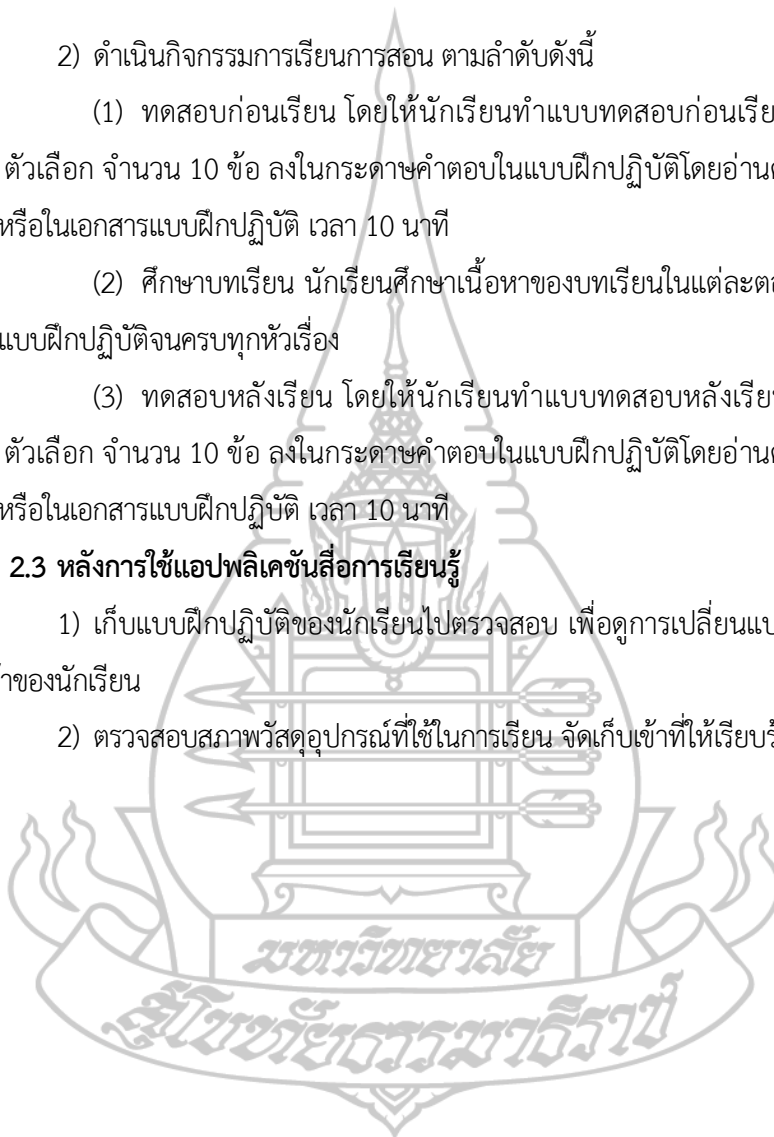 2) ดำเนินกิจกรรมการเรียนการสอน ตามลำดับดังนี้
(1) ทดสอบก่อนเรียน โดยให้นักเรียนทำแบบทดสอบก่อนเรีย
ตัวเลือก จำนวน 10 ข้อ ลงในกระดาษคำตอบในแบบฝึกปฏิบัติโดยอ่าน
หรือในเอกสารแบบฝึกปฏิบัติ เวลา 10 นาที
(2) ศึกษาบทเรียน นักเรียนศึกษาเนื้อหาของบทเรียนในแต่ละต
แบบฝึกปฏิบัติจนครบทุกหัวเรื่อง
(3) ทดสอบหลังเรียน โดยให้นักเรียนทำแบบทดสอบหลังเรีย
ตัวเลือก จำนวน 10 ข้อ ลงในกระดาษคำตอบในแบบฝึกปฏิบัติโดยอ่าน
หรือในเอกสารแบบฝึกปฏิบัติ เวลา 10 นาที
2.3 หลังการใช้แอปพลิเคชันสื่อการเรียนรู้
1) เก็บแบบฝึกปฏิบัติของนักเรียนไปตรวจสอบ เพื่อดูการเปลี่ยนแป
ของนักเรียน
2) ตรวจสอบสภาพวัสดุอุปกรณ์ที่ใช้ในการเรียน จัดเก็บเข้าที่ให้เรียบ
มหาวิทยาลัย
สุโขทัยธรรมาธิราช